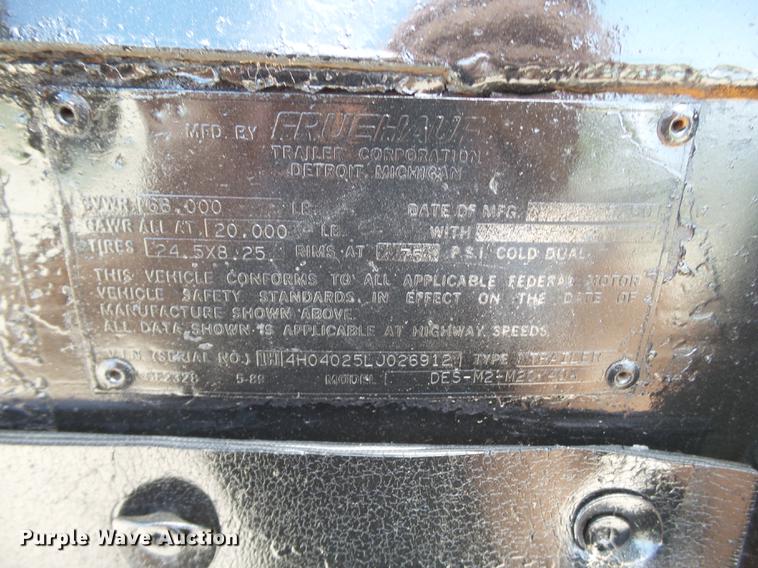 MFD. BY FRUEHAUF
TRAILER CORPORATION
DETROIT, MICHIGAN
GVWR 68,000 LB. DATE OF MFG.
GAWR ALL AT 20,000 LB. WITH
TIRES 24.5X8.25 RIMS AT 75 P.S.I. COLD DUAL.
THIS VEHICLE CONFORMS TO ALL APPLICABLE FEDERAL MOTOR
VEHICLE SAFETY STANDARDS IN EFFECT ON THE DATE OF
MANUFACTURE SHOWN ABOVE.
ALL DATA SHOWN IS APPLICABLE AT HIGHWAY SPEEDS.
V.I.N. (SERIAL NO.) 1H4H04025LJ026912 TYPE TRAILER
5-89 MODEL
Purple Wave Auction